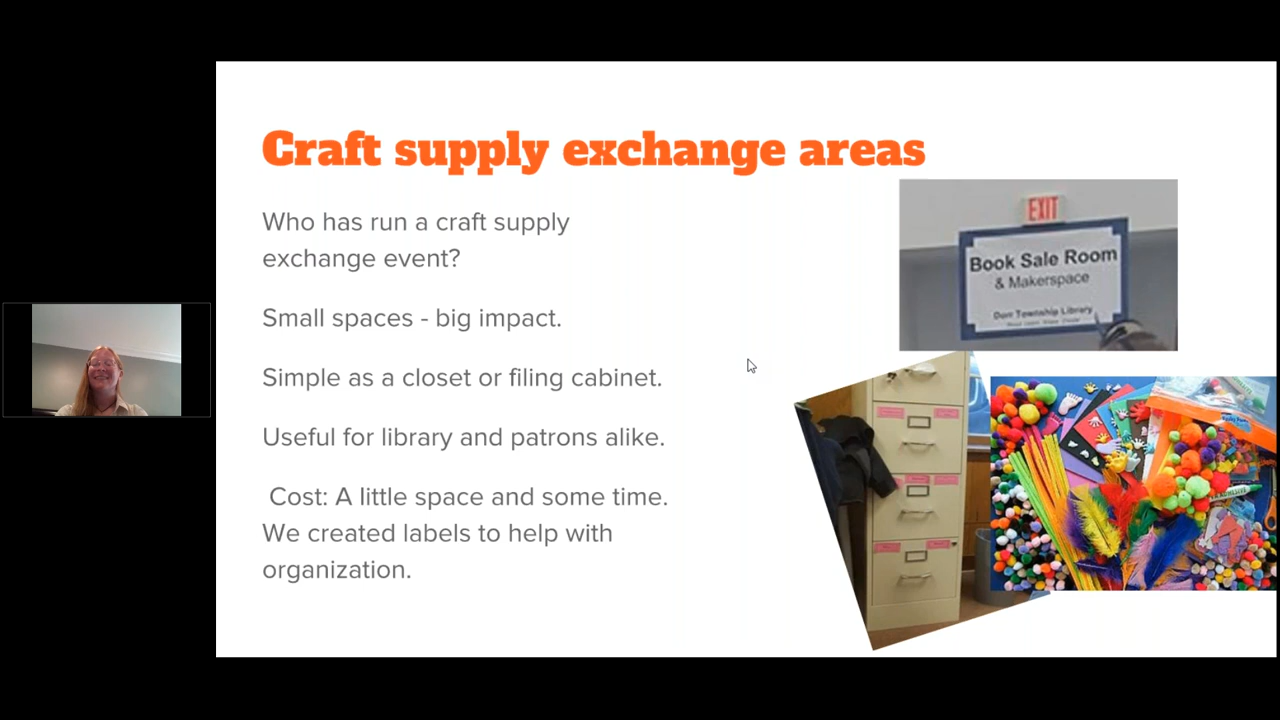 Craft supply exchange areas
Who has run a craft supply
exchange event?
Small spaces - big impact.
Simple as a closet or filing cabinet.
Useful for library and patrons alike.
Cost: A little space and some time.
We created labels to help with
organization.
EXIT
Book Sale Room
& Makerspace
Township Library